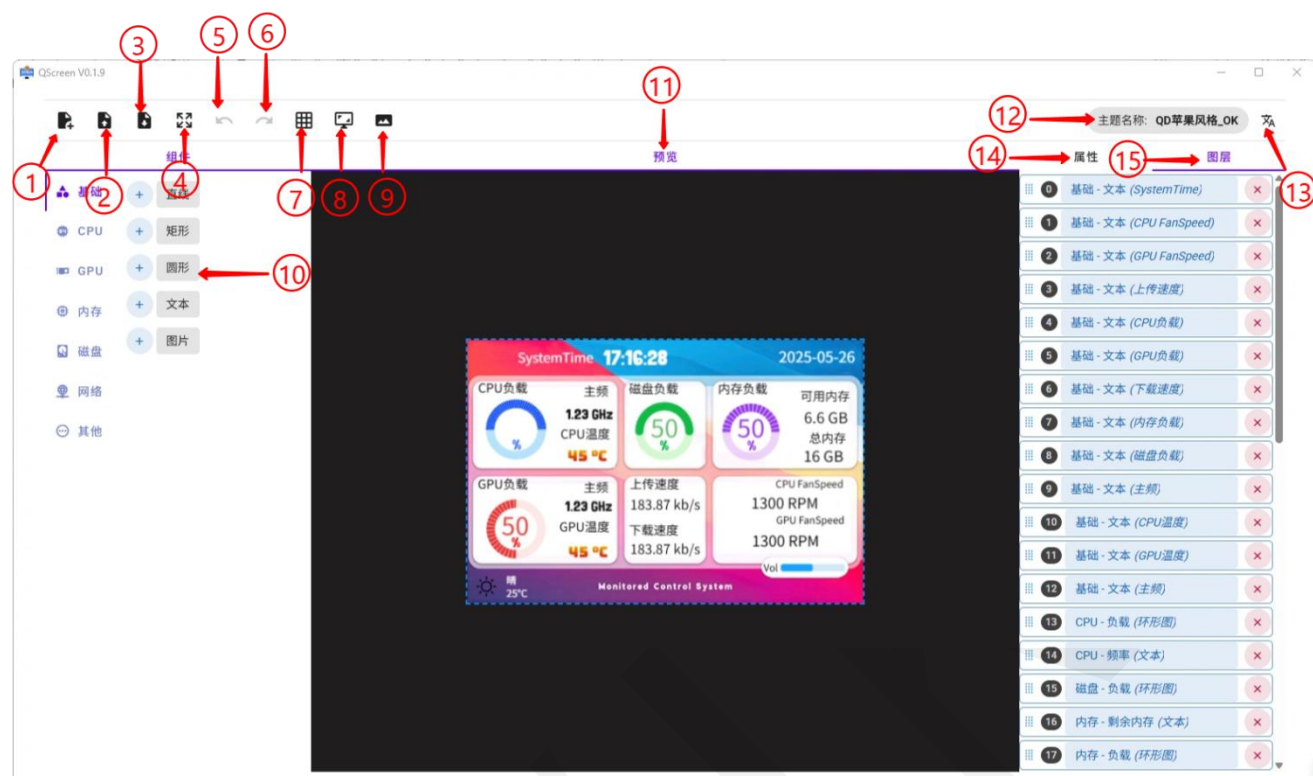 ③
⑤
⑥
QScreen V0.1.9
⑪
⑫
主题名称: QD苹果风格_OK
组件
预览
⑭
属性
⑮
图层
①
②
④
⑦
⑧
⑨
⑬
基础
CPU
GPU
内存
磁盘
网络
其他
+ 直线
+ 矩形
+ 圆形
⑩
+ 文本
+ 图片
SystemTime 17:16:28 2025-05-26
CPU负载
主频
1.23 GHz
CPU温度
45 °C
%
磁盘负载
50
%
内存负载
50
%
可用内存
6.6 GB
总内存
16 GB
GPU负载
主频
1.23 GHz
GPU温度
45 °C
50
%
上传速度
183.87 kb/s
下载速度
183.87 kb/s
CPU FanSpeed
1300 RPM
GPU FanSpeed
1300 RPM
Vol
晴
25°C
Monitored Control System
0 基础 - 文本 (SystemTime)
1 基础 - 文本 (CPU FanSpeed)
2 基础 - 文本 (GPU FanSpeed)
3 基础 - 文本 (上传速度)
4 基础 - 文本 (CPU负载)
5 基础 - 文本 (GPU负载)
6 基础 - 文本 (下载速度)
7 基础 - 文本 (内存负载)
8 基础 - 文本 (磁盘负载)
9 基础 - 文本 (主频)
10 基础 - 文本 (CPU温度)
11 基础 - 文本 (GPU温度)
12 基础 - 文本 (主频)
13 CPU - 负载 (环形图)
14 CPU - 频率 (文本)
15 磁盘 - 负载 (环形图)
16 内存 - 剩余内存 (文本)
17 内存 - 负载 (环形图)